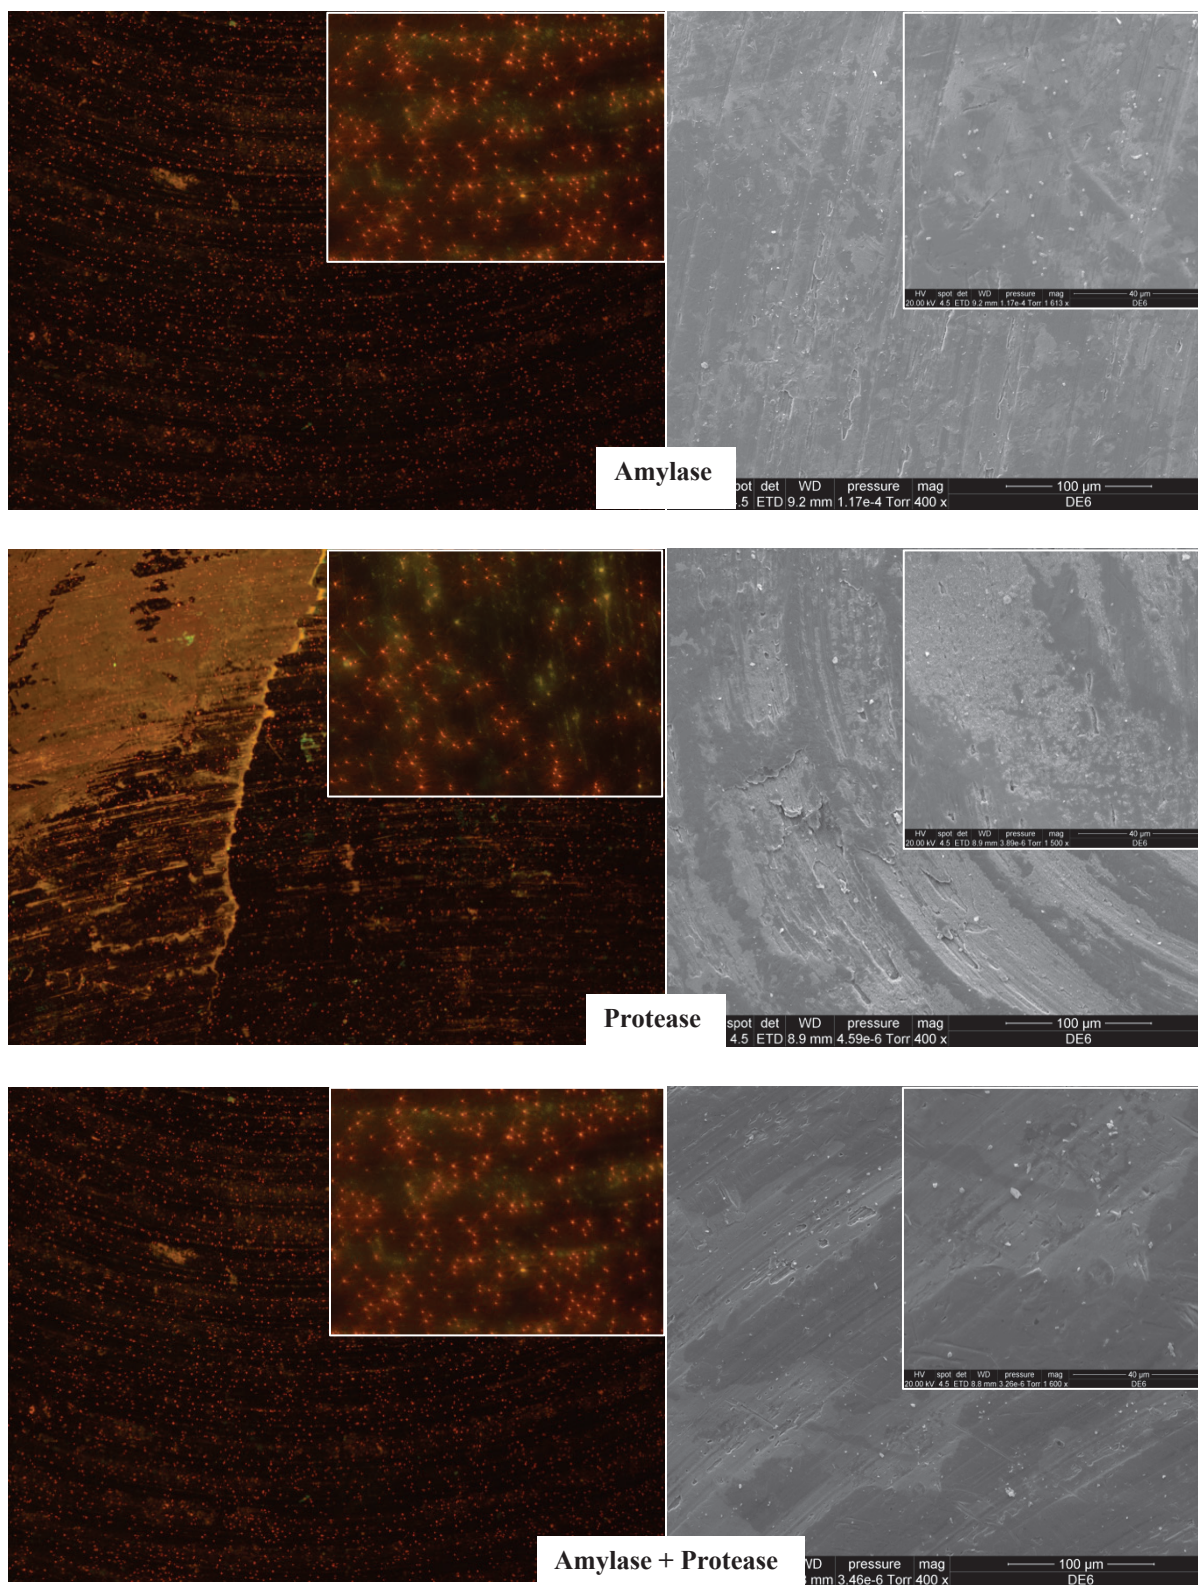 HV spot det WD pressure mag 40 µm
20.00 kV 4.5 ETD 9.2 mm 1.17e-4 Torr 1 613 x DE6
Amylase
det WD pressure mag 100 µm
.5 ETD 9.2 mm 1.17e-4 Torr 400 x DE6
HV spot det WD pressure mag 40 µm
20.00 kV 4.5 ETD 8.9 mm 3.89e-6 Torr 1 500 x DE6
Protease
spot det WD pressure mag 100 µm
4.5 ETD 8.9 mm 4.59e-6 Torr 400 x DE6
HV spot det WD pressure mag 40 µm
20.00 kV 4.5 ETD 8.8 mm 3.26e-6 Torr 1 600 x DE6
Amylase + Protease
WD pressure mag 100 µm
mm 3.46e-6 Torr 400 x DE6